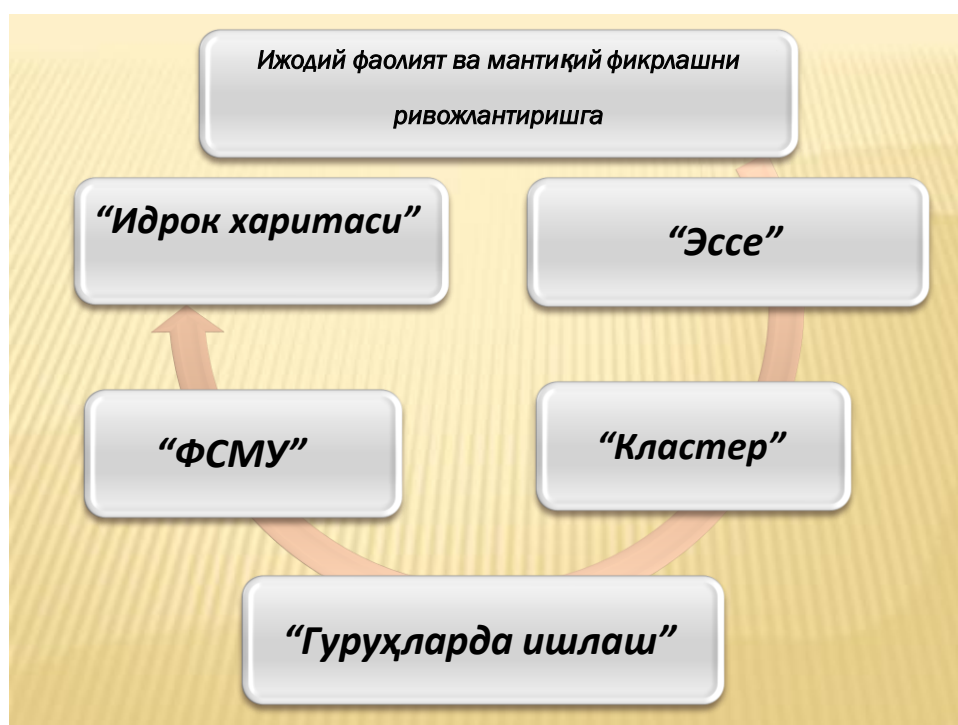 Ижодий фаолият ва мантиқий фикрлашни
ривожлантиришга
“Идрок харитаси”
“Эссе”
“ФСМУ”
“Кластер”
“Гуруҳларда ишлаш”